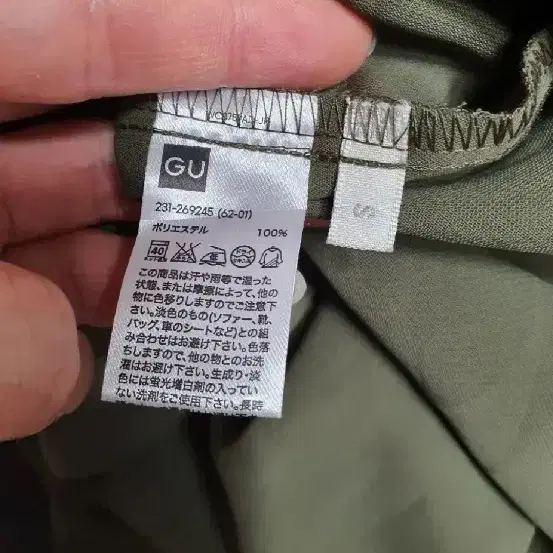 GU
231-269245 (62-01)
ポリエステル 100%
40 ドライ
この商品は汗や雨等で湿った
状態、または摩擦によって、他の
物に色移りしますのでご注意下
さい。淡色のもの(ソファー、靴、
バッグ、車のシートなど)との組
み合わせはお避け下さい。色落
ちしますので、他の物とのお洗
濯はお避け下さい。生成り・淡
色には蛍光増白剤の入ってい
ない洗剤をご使用下さい。長時
S